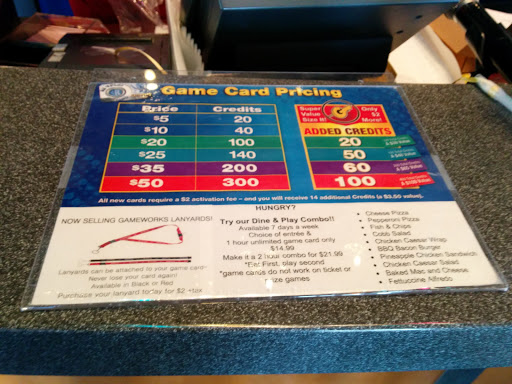 Game Card Pricing
Price Credits
$5 20
$10 40
$20 100
$25 140
$35 200
$50 300
Super Value Size It! Only $2 More!
ADDED CREDITS
20
50
60
100
All new cards require a $2 activation fee – and you will receive 14 additional Credits (a $3.50 value).
NOW SELLING GAMEWORKS LANYARDS!
Lanyards can be attached to your game card
Never lose your card again!
Available in Black or Red
Purchase your lanyard today for $2 +tax
HUNGRY?
Try our Dine & Play Combo!!
Available 7 days a week
Choice of entrée &
1 hour unlimited game card only
$14.99
Make it a 2 hour combo for $21.99
*Eat First, play second
*game cards do not work on ticket or
prize games
Cheese Pizza
Pepperoni Pizza
Fish & Chips
Cobb Salad
Chicken Caesar Wrap
BBQ Bacon Burger
Pineapple Chicken Sandwich
Chicken Caesar Salad
Baked Mac and Cheese
Fettuccine Alfredo